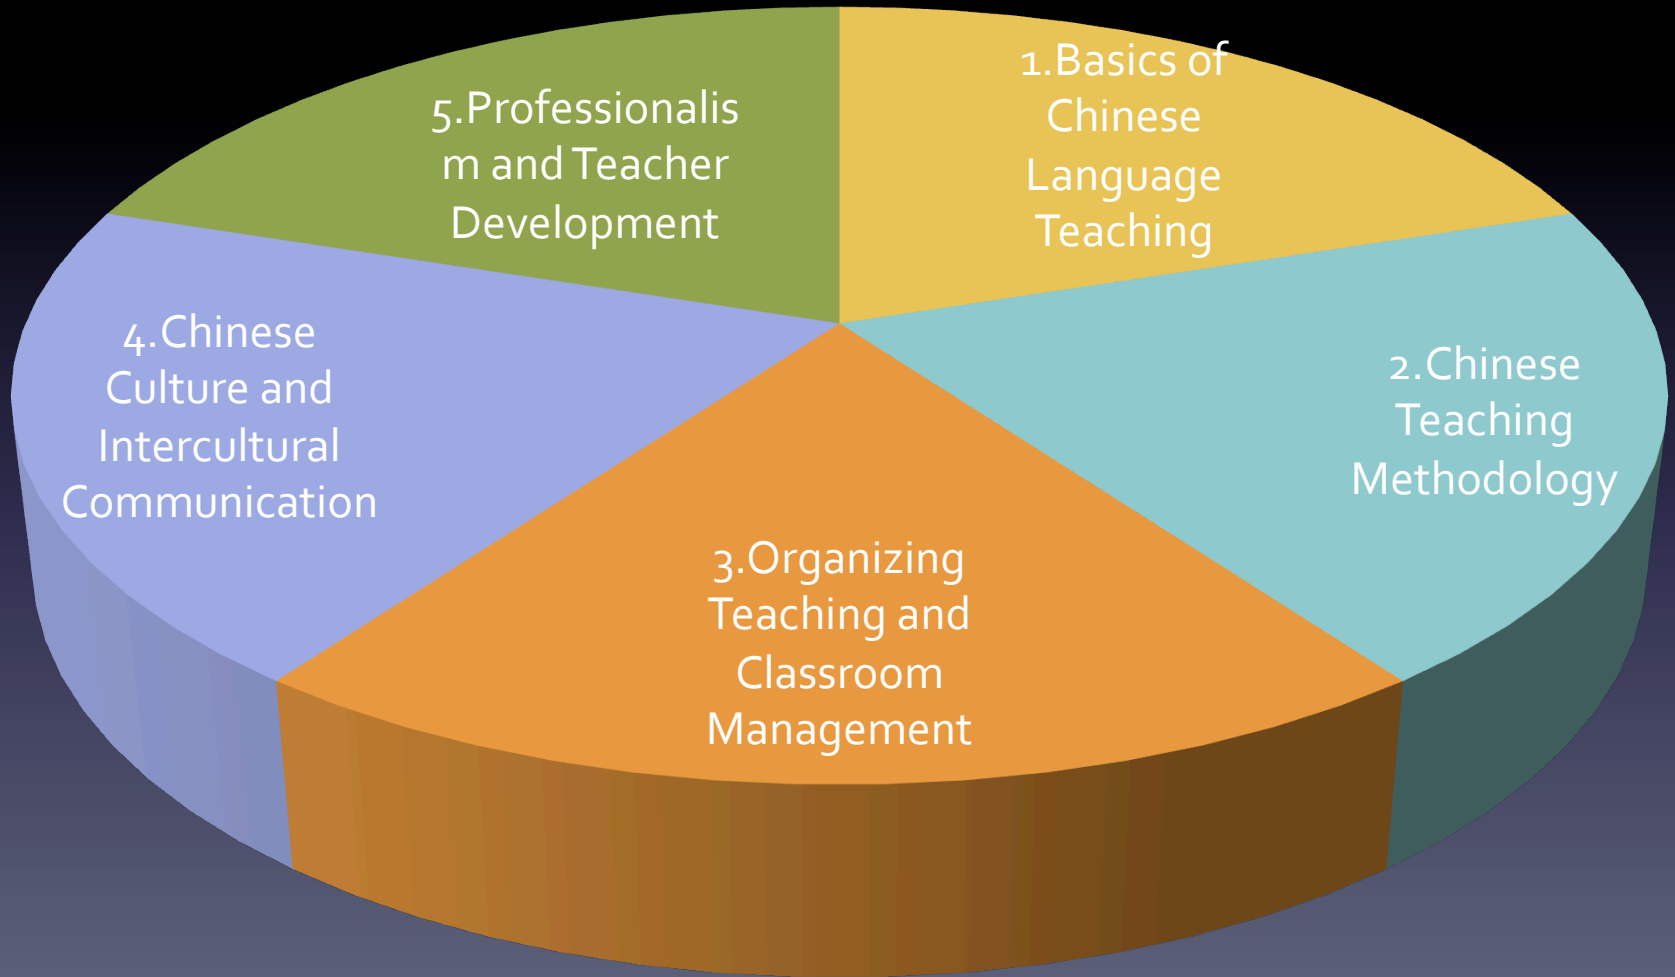 1.Basics of
Chinese
Language
Teaching
2.Chinese
Teaching
Methodology
3.Organizing
Teaching and
Classroom
Management
4.Chinese
Culture and
Intercultural
Communication
5.Professionalis
m and Teacher
Development